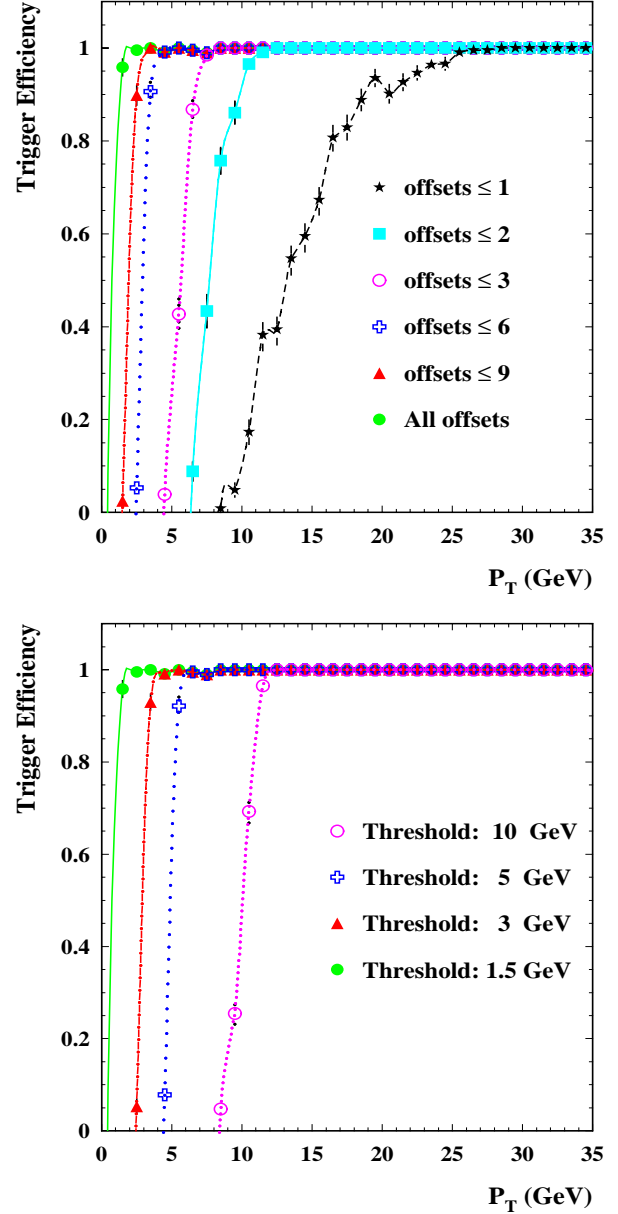 Trigger Efficiency
1
0.8
0.6
0.4
0.2
0
offsets ≤ 1
offsets ≤ 2
offsets ≤ 3
offsets ≤ 6
offsets ≤ 9
All offsets
0 5 10 15 20 25 30 35
P_T (GeV)
Trigger Efficiency
1
0.8
0.6
0.4
0.2
0
Threshold: 10 GeV
Threshold: 5 GeV
Threshold: 3 GeV
Threshold: 1.5 GeV
0 5 10 15 20 25 30 35
P_T (GeV)